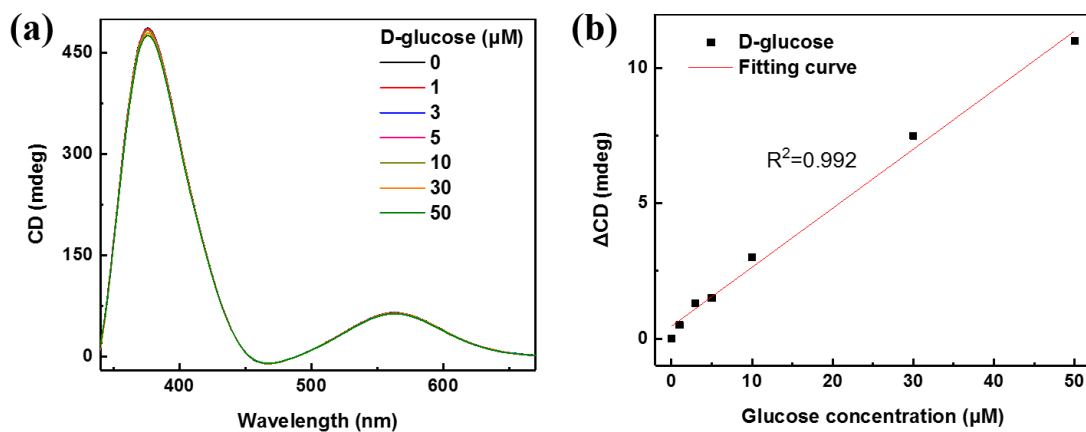 (a)
D-glucose (µM)
0
1
3
5
10
30
50
450
300
150
0
CD (mdeg)
400
500
600
Wavelength (nm)
(b)
D-glucose
Fitting curve
R²=0.992
10
5
0
ΔCD (mdeg)
0
10
20
30
40
50
Glucose concentration (µM)